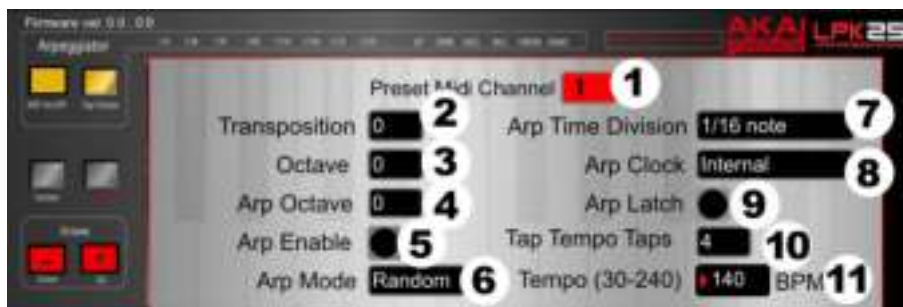 Firmware ver 0.0 . 0.0
AKAI
LPK25
Arpeggiator
Preset Midi Channel 1 1
Transposition 0 2
Arp Time Division 1/16 note 7
Octave 0 3
Arp Clock Internal 8
Arp Octave 0 4
Arp Latch 9
Arp Enable 5
Tap Tempo Taps 4 10
Arp Mode Random 6
Tempo (30-240) 140 BPM 11